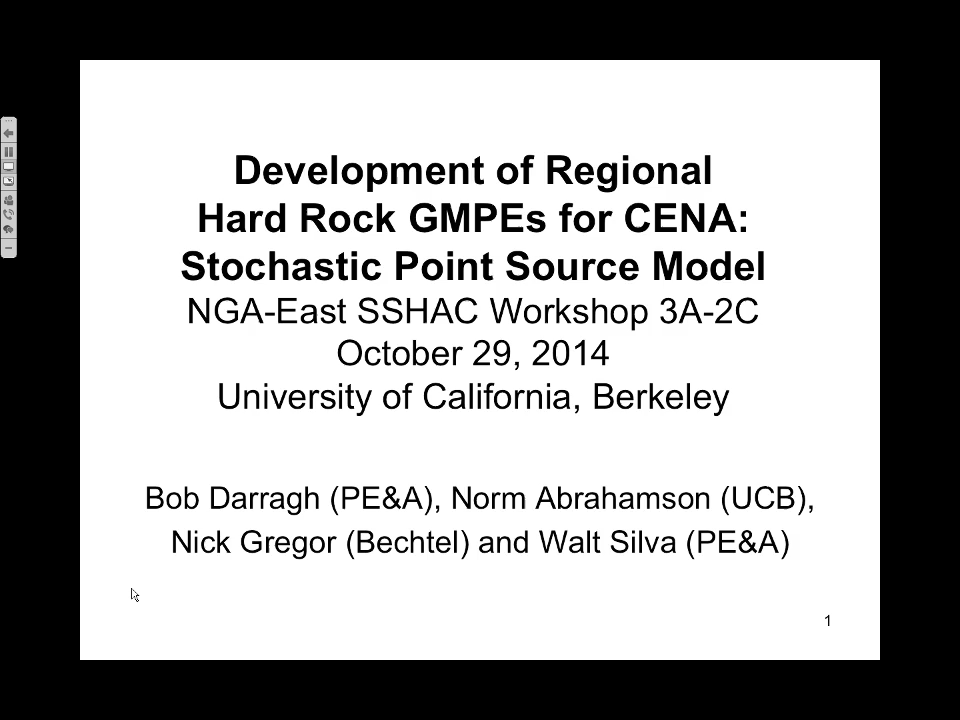 Development of Regional
Hard Rock GMPEs for CENA:
Stochastic Point Source Model
NGA-East SSHAC Workshop 3A-2C
October 29, 2014
University of California, Berkeley
Bob Darragh (PE&A), Norm Abrahamson (UCB),
Nick Gregor (Bechtel) and Walt Silva (PE&A)
1